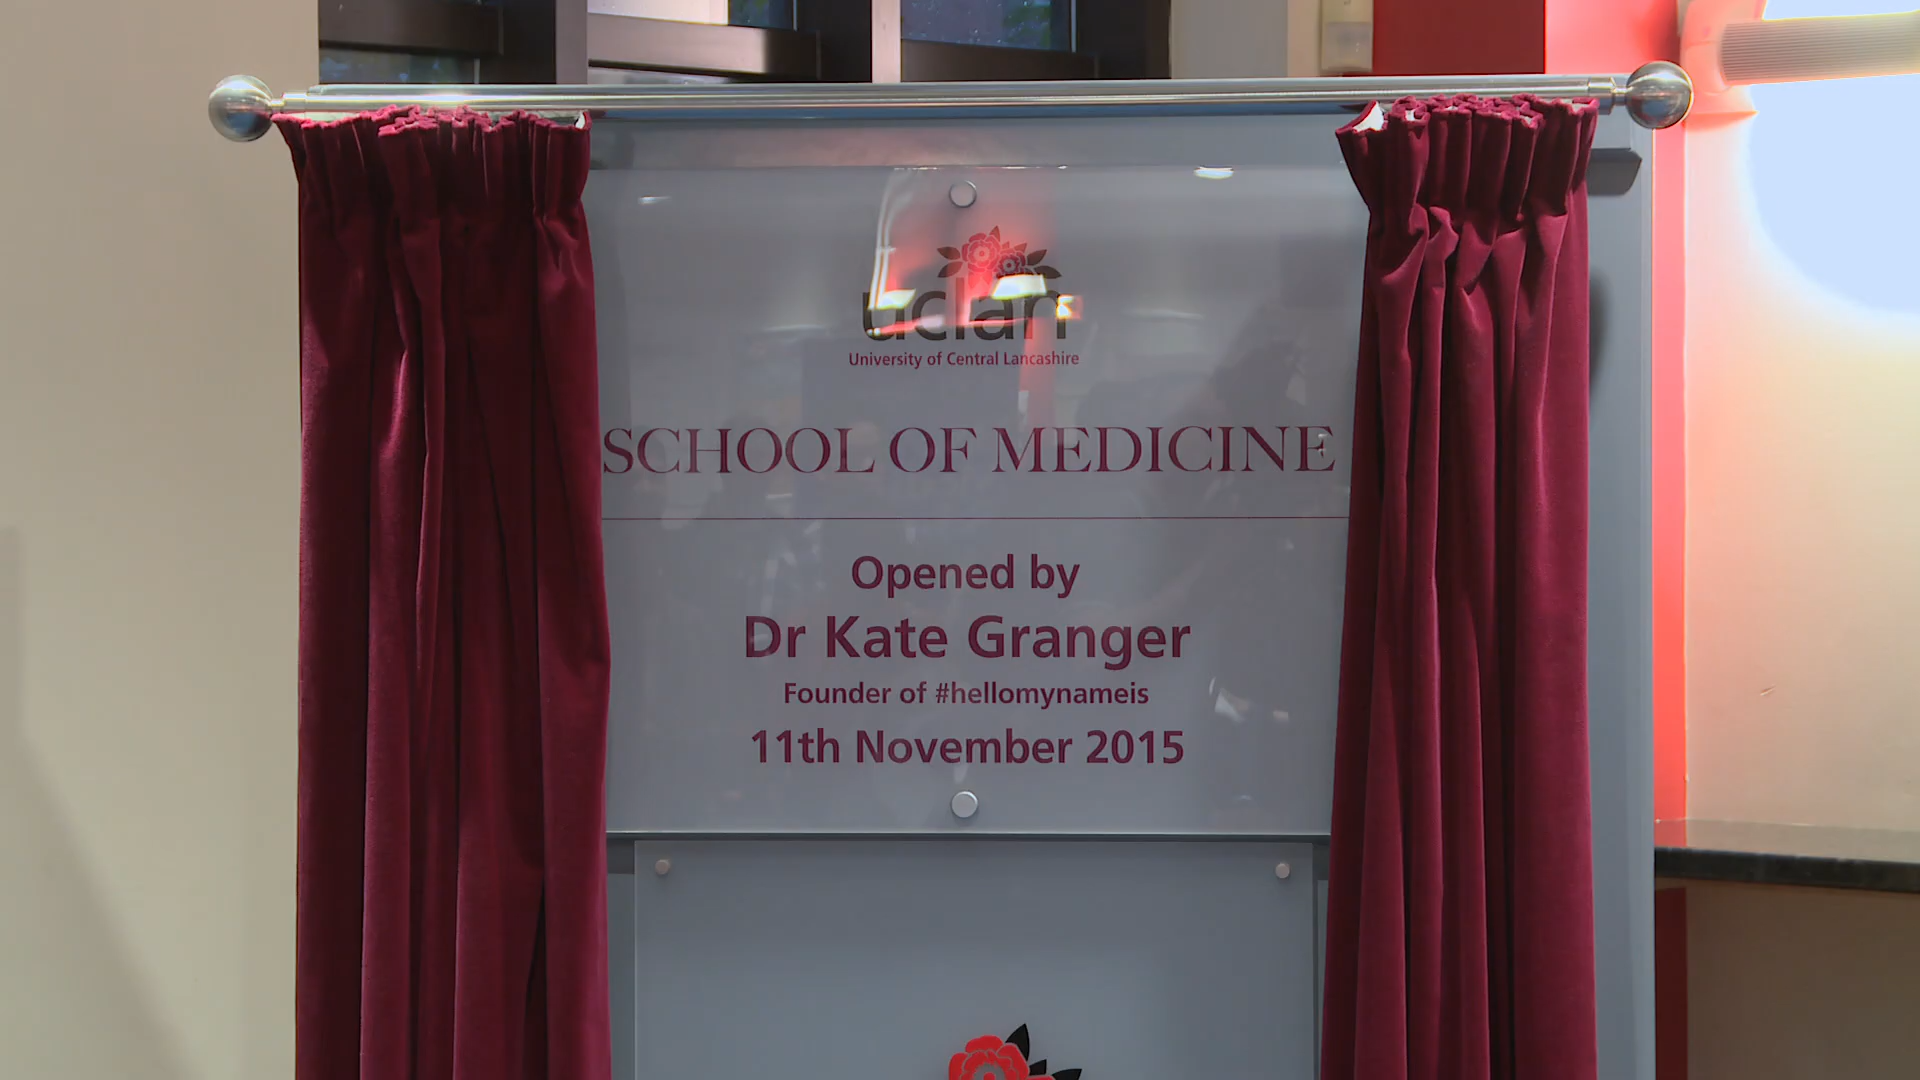 uclan
University of Central Lancashire
SCHOOL OF MEDICINE
Opened by
Dr Kate Granger
Founder of #hellomynameis
11th November 2015